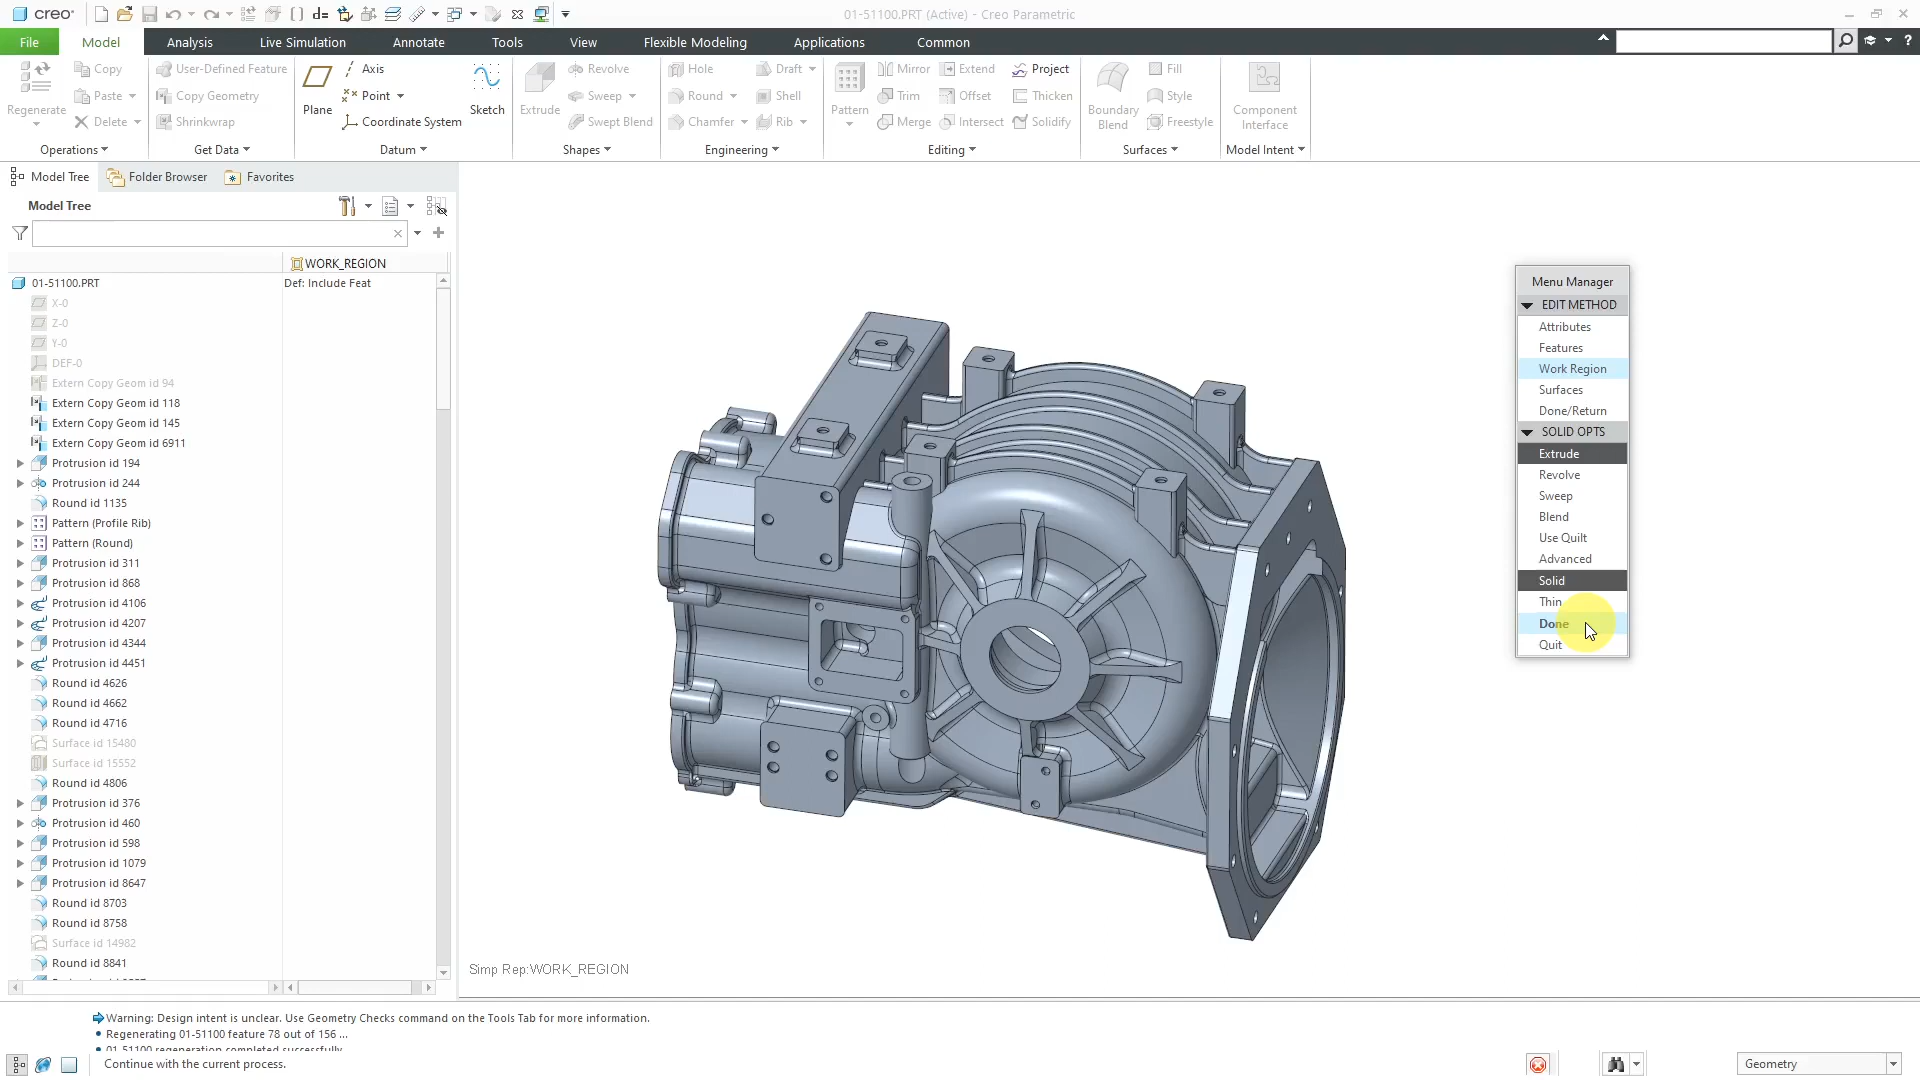 creo
01-51100.PRT (Active) - Creo Parametric
File
Model
Analysis
Live Simulation
Annotate
Tools
View
Flexible Modeling
Applications
Common
Regenerate
Copy
Paste
Delete
Operations
User-Defined Feature
Copy Geometry
Shrinkwrap
Get Data
Plane
Axis
Point
Coordinate System
Sketch
Datum
Extrude
Revolve
Sweep
Swept Blend
Shapes
Hole
Round
Chamfer
Draft
Shell
Rib
Engineering
Pattern
Mirror
Trim
Merge
Extend
Offset
Intersect
Project
Thicken
Solidify
Editing
Boundary
Blend
Fill
Style
Freestyle
Surfaces
Component
Interface
Model Intent
Model Tree
Folder Browser
Favorites
Model Tree
WORK_REGION
01-51100.PRT
Def: Include Feat
X-0
Z-0
Y-0
DEF-0
Extern Copy Geom id 94
Extern Copy Geom id 118
Extern Copy Geom id 145
Extern Copy Geom id 6911
Protrusion id 194
Protrusion id 244
Round id 1135
Pattern (Profile Rib)
Pattern (Round)
Protrusion id 311
Protrusion id 868
Protrusion id 4106
Protrusion id 4207
Protrusion id 4344
Protrusion id 4451
Round id 4626
Round id 4662
Round id 4716
Surface id 15480
Surface id 15552
Round id 4806
Protrusion id 376
Protrusion id 460
Protrusion id 598
Protrusion id 1079
Protrusion id 8647
Round id 8703
Round id 8758
Surface id 14982
Round id 8841
Menu Manager
EDIT METHOD
Attributes
Features
Work Region
Surfaces
Done/Return
SOLID OPTS
Extrude
Revolve
Sweep
Blend
Use Quilt
Advanced
Solid
Thin
Done
Quit
Simp Rep:WORK_REGION
Warning: Design intent is unclear. Use Geometry Checks command on the Tools Tab for more information.
Regenerating 01-51100 feature 78 out of 156 ...
01-51100 regeneration completed successfully.
Continue with the current process.
Geometry